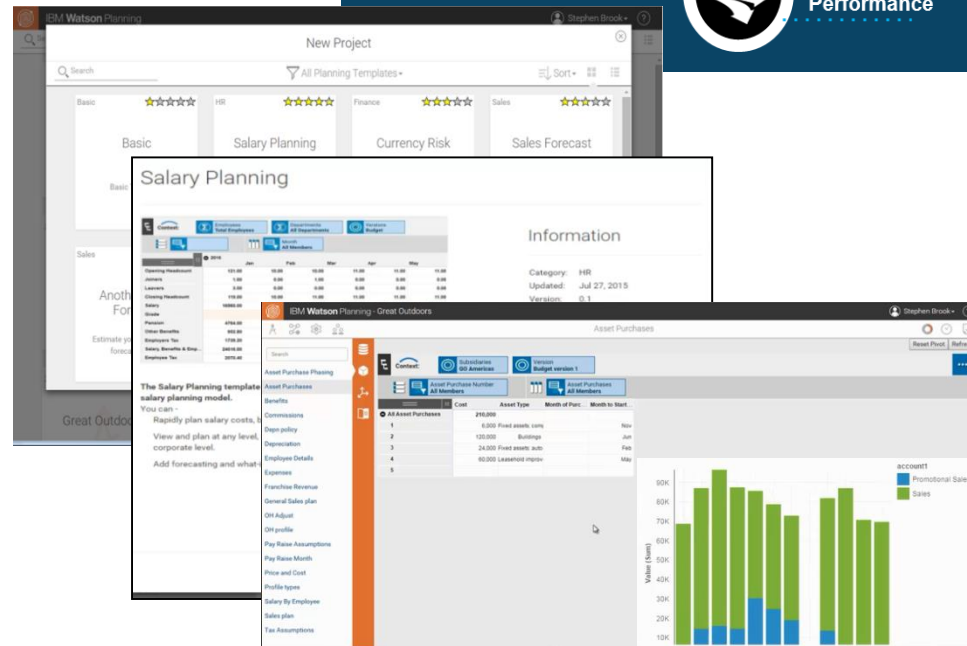 Performance
IBM Watson Planning
Stephen Brook
?
New Project
Search
All Planning Templates
Sort
Basic
HR
Finance
Sales
Basic
Salary Planning
Currency Risk
Sales Forecast
Basic
Sales
Anoth
For
Estimate yo
foreca
Great Outdoo
Salary Planning
Context:
Employees
Total Employees
Departments
All Departments
Versions
Budget
Month
All Members
2016
Jan Feb Mar Apr May
Opening Headcount
Joiners
Leavers
Closing Headcount
Salary
Grade
Pension
Other Benefits
Employers Tax
Salary, Benefits & Emp...
Employee Tax
Information
Category: HR
Updated: Jul 27, 2015
Version: 0.1
The Salary Planning template
salary planning model.
You can -
Rapidly plan salary costs, b
View and plan at any level,
corporate level.
Add forecasting and what-
IBM Watson Planning - Great Outdoors
Stephen Brook
Asset Purchases
Reset Pivot Refre
Search
Asset Purchase Phasing
Asset Purchases
Benefits
Commissions
Depn policy
Depreciation
Employee Details
Expenses
Franchise Revenue
General Sales plan
OH Adjust
OH profile
Pay Raise Assumptions
Pay Raise Month
Price and Cost
Profile types
Salary By Employee
Sales plan
Tax Assumptions
Context:
Subsidiaries
GO Americas
Version
Budget version 1
Asset Purchase Number
All Members
Asset Purchases
All Members
Cost Asset Type Month of Purc... Month to Start...
All Asset Purchases 210,000
1 6,000 Fixed assets: comp Nov
2 120,000 Buildings Jun
3 24,000 Fixed assets: auto Feb
4 60,000 Leasehold improv May
5
account1
Promotional Sale
Sales
Value (Sum)
90K
80K
70K
60K
50K
40K
30K
20K
10K